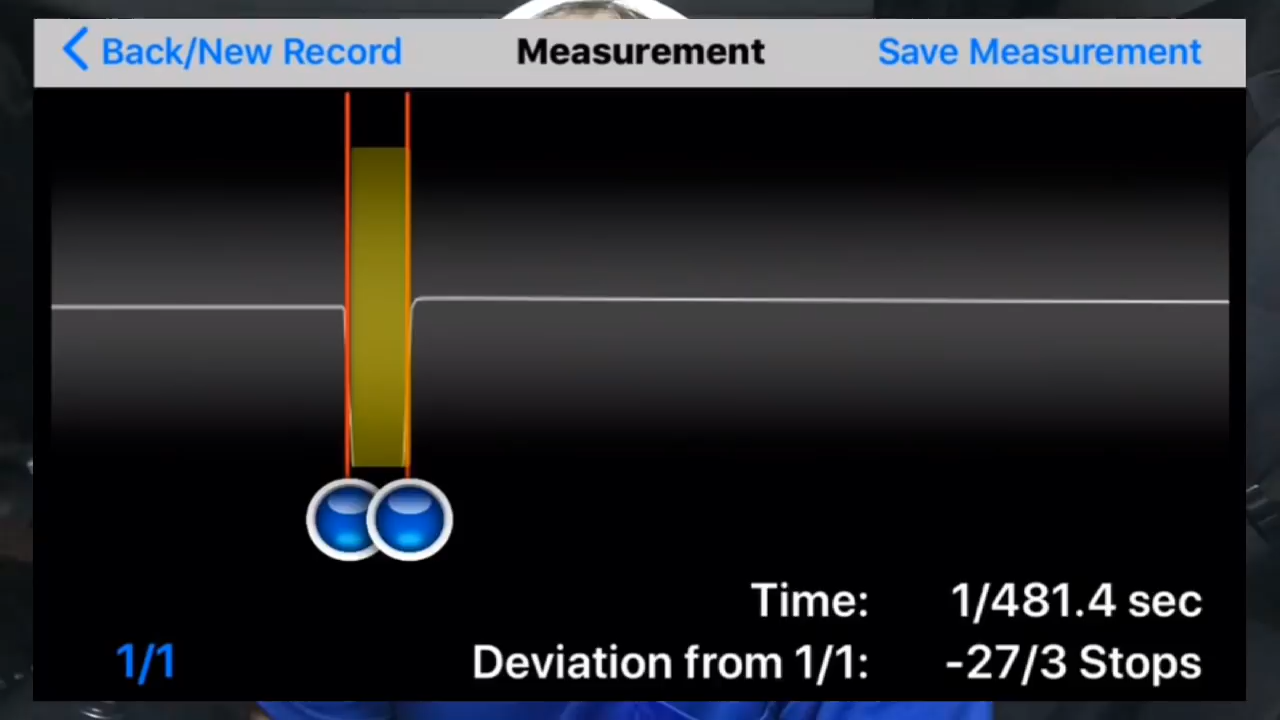 Back/New Record
Measurement
Save Measurement
Time: 1/481.4 sec
1/1
Deviation from 1/1: -27/3 Stops